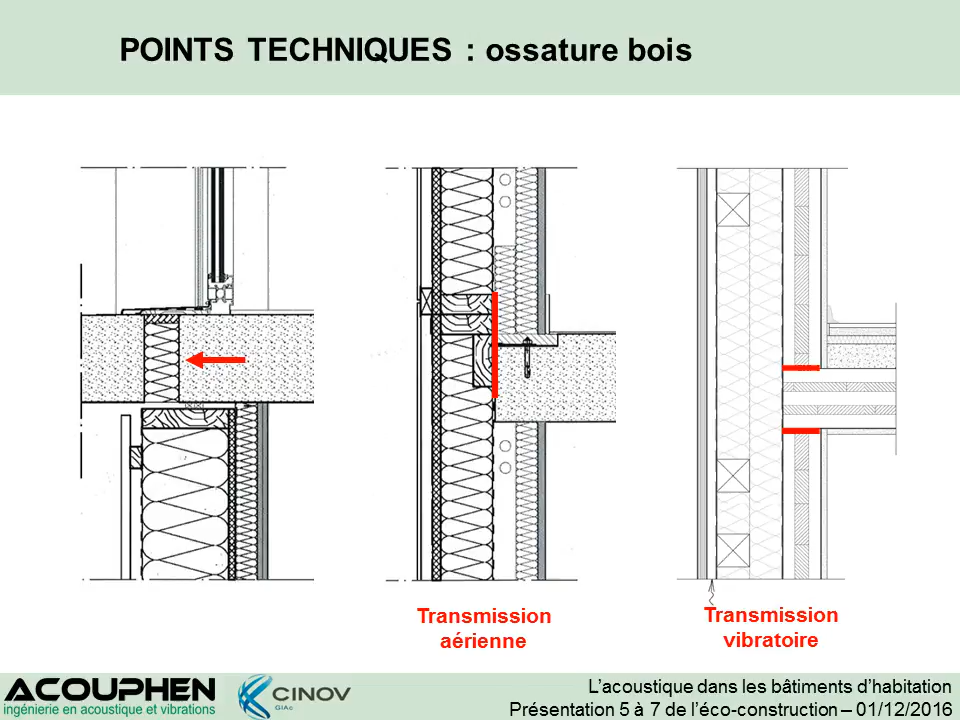 POINTS TECHNIQUES : ossature bois
Transmission
aérienne
Transmission
vibratoire
ACOUPHEN
ingénierie en acoustique et vibrations
CINOV
GIAc
L’acoustique dans les bâtiments d’habitation
Présentation 5 à 7 de l’éco-construction – 01/12/2016